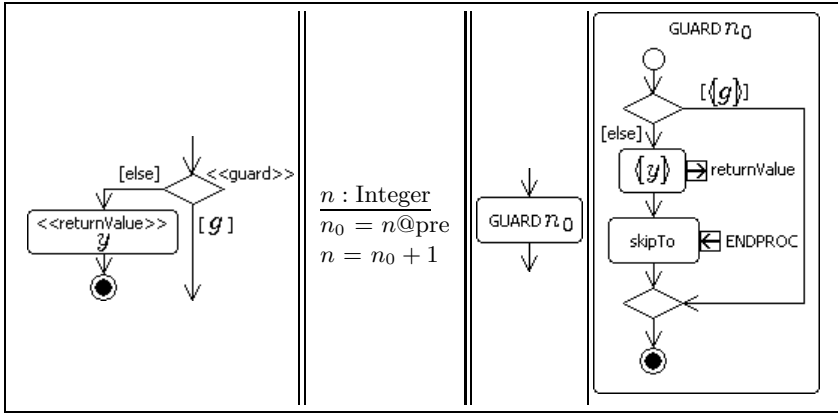 [else]
<<guard>>
<<returnValue>>
y
[g]
n : Integer
n₀ = n@pre
n = n₀ + 1
GUARD n₀
GUARD n₀
[⦃g⦄]
[else]
⦃y⦄
returnValue
skipTo
ENDPROC